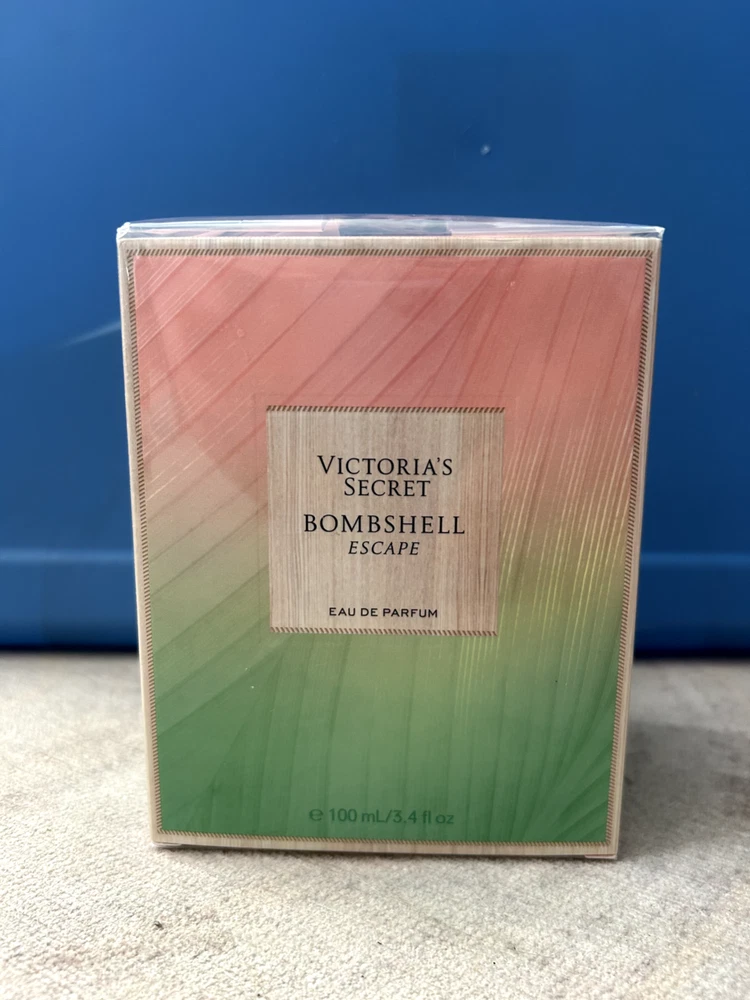 VICTORIA'S
SECRET
BOMBSHELL
ESCAPE
EAU DE PARFUM
℮ 100 mL/3.4 fl oz